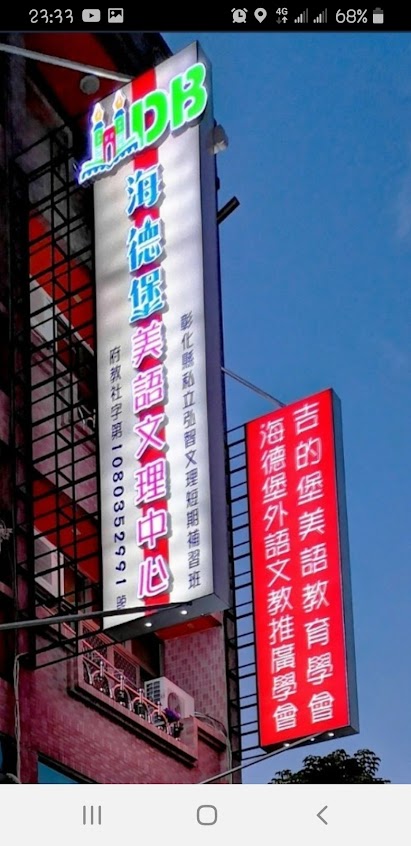 23:33
4G
68%
HDB
海德堡美語文理中心
彰化縣私立弘智文理短期補習班
府教社字第1080352991號
吉的堡美語教育學會
海德堡外語文教推廣學會